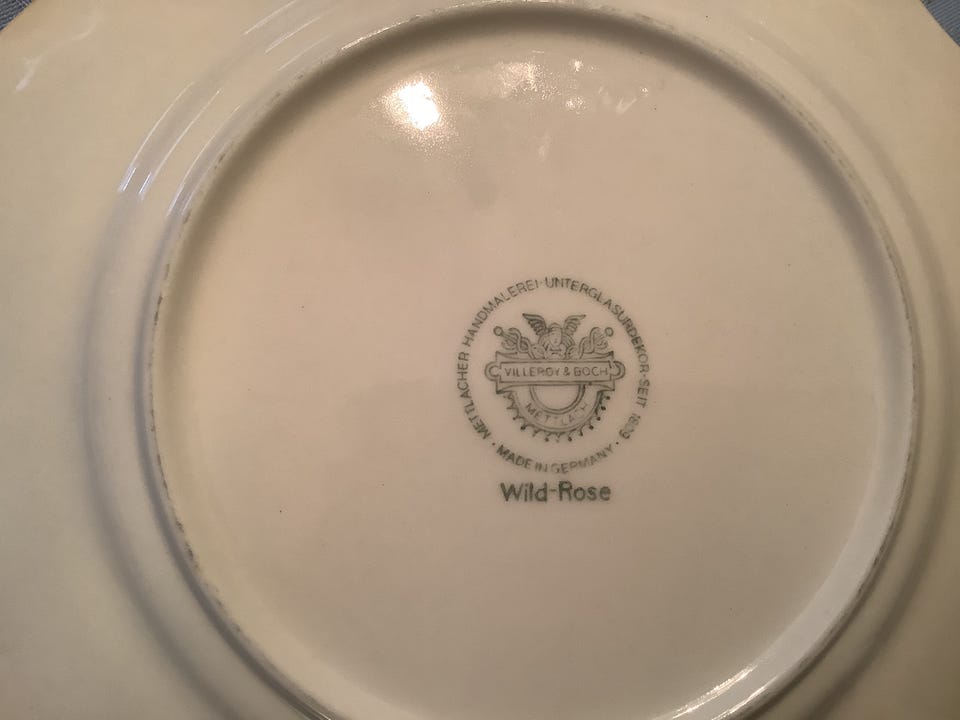 METTLACHER HANDMALEREI · UNTERGLASURDEKOR · SEIT 1809
VILLEROY & BOCH
METTLACH
· MADE IN GERMANY ·
Wild-Rose